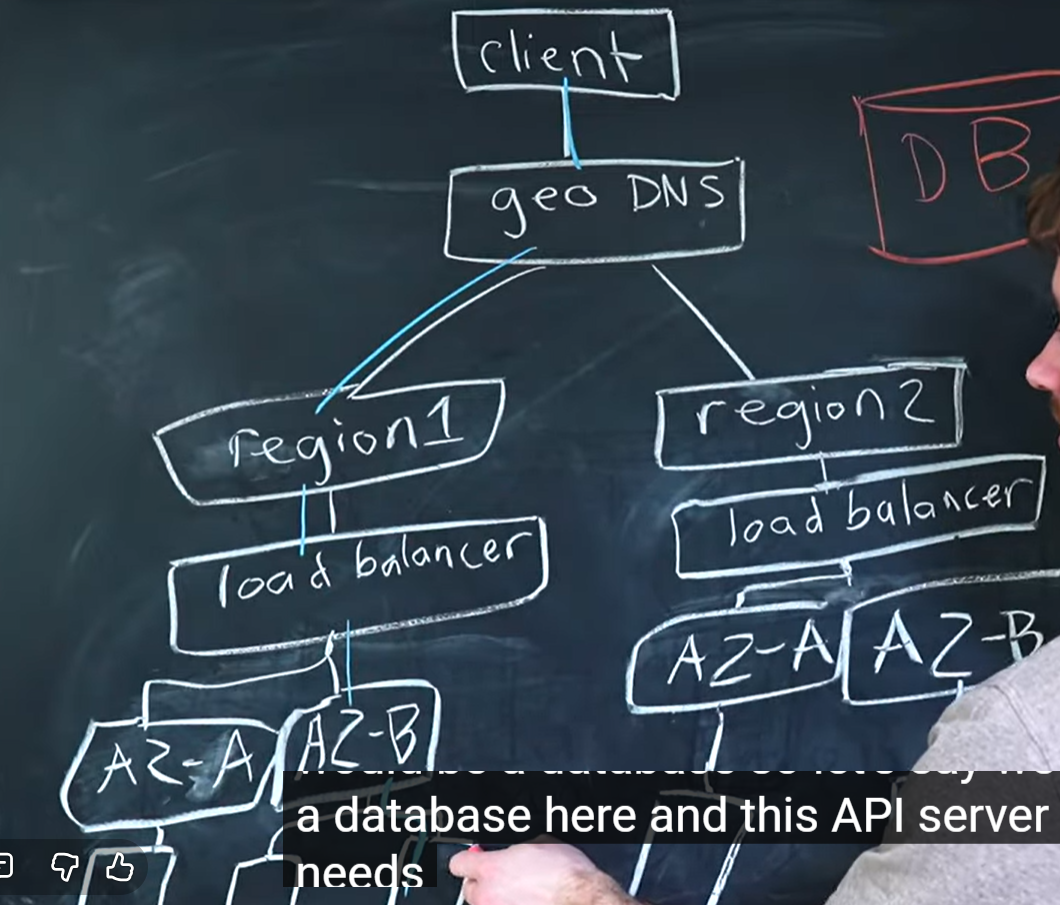 client
geo DNS
DB
region1
region2
load balancer
load balancer
AZ-A
AZ-B
AZ-A
AZ-B
a database here and this API server
needs